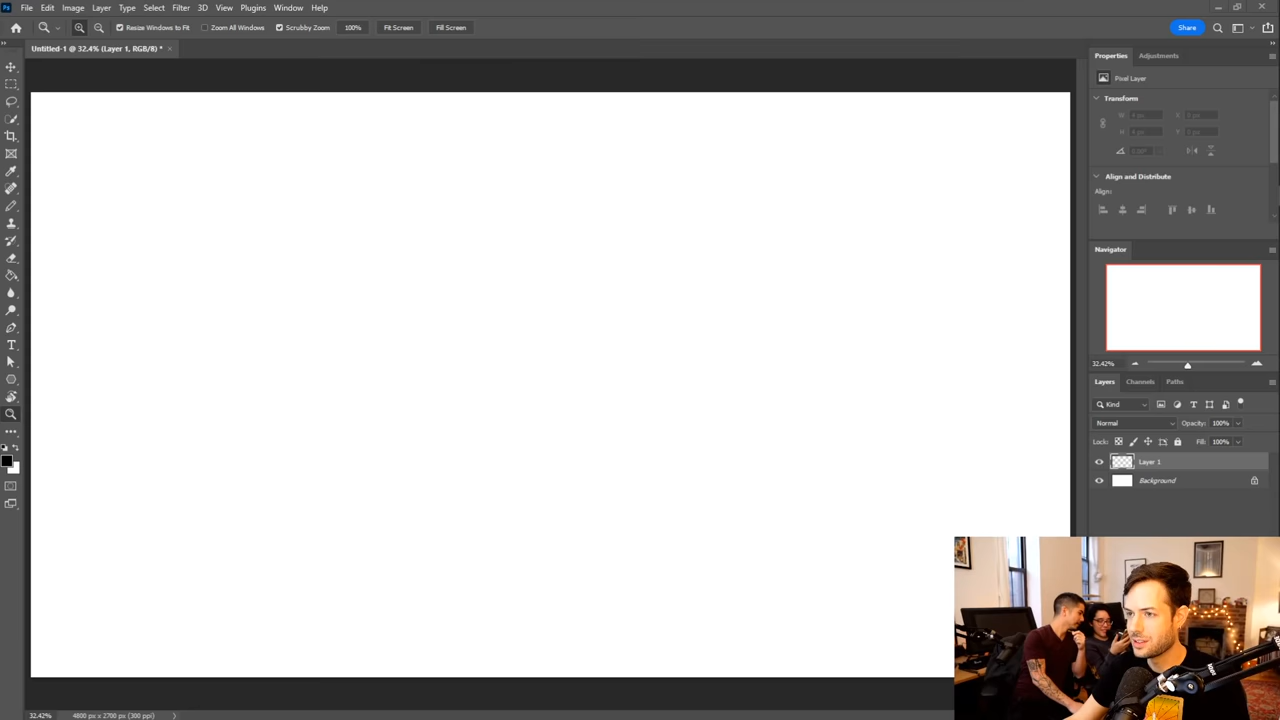 Ps File Edit Image Layer Type Select Filter 3D View Plugins Window Help
Resize Windows to Fit Zoom All Windows Scrubby Zoom 100% Fit Screen Fill Screen Share
Untitled-1 @ 32.4% (Layer 1, RGB/8) * ×
Properties Adjustments
Pixel Layer
Transform
W X
H Y
Align and Distribute
Align:
Navigator
32.42%
Layers Channels Paths
Kind
Normal Opacity: 100%
Lock: Fill: 100%
Layer 1
Background
32.42% 4800 px x 2700 px (300 ppi)